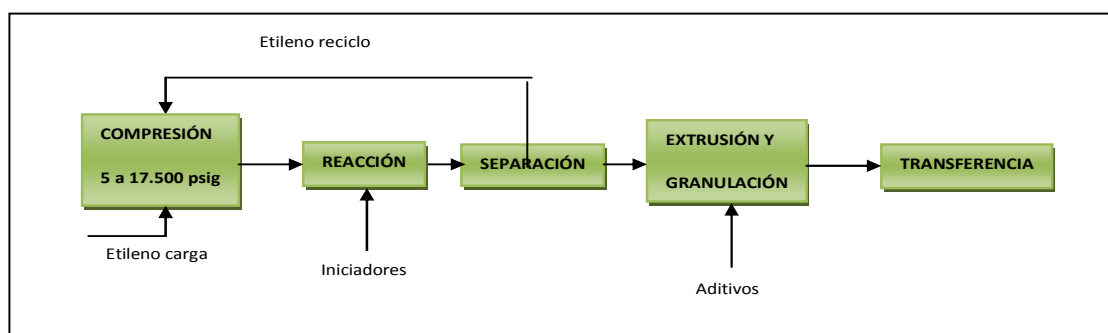 Etileno reciclo
COMPRESIÓN
5 a 17.500 psig
REACCIÓN
SEPARACIÓN
EXTRUSIÓN Y
GRANULACIÓN
TRANSFERENCIA
Etileno carga
Iniciadores
Aditivos